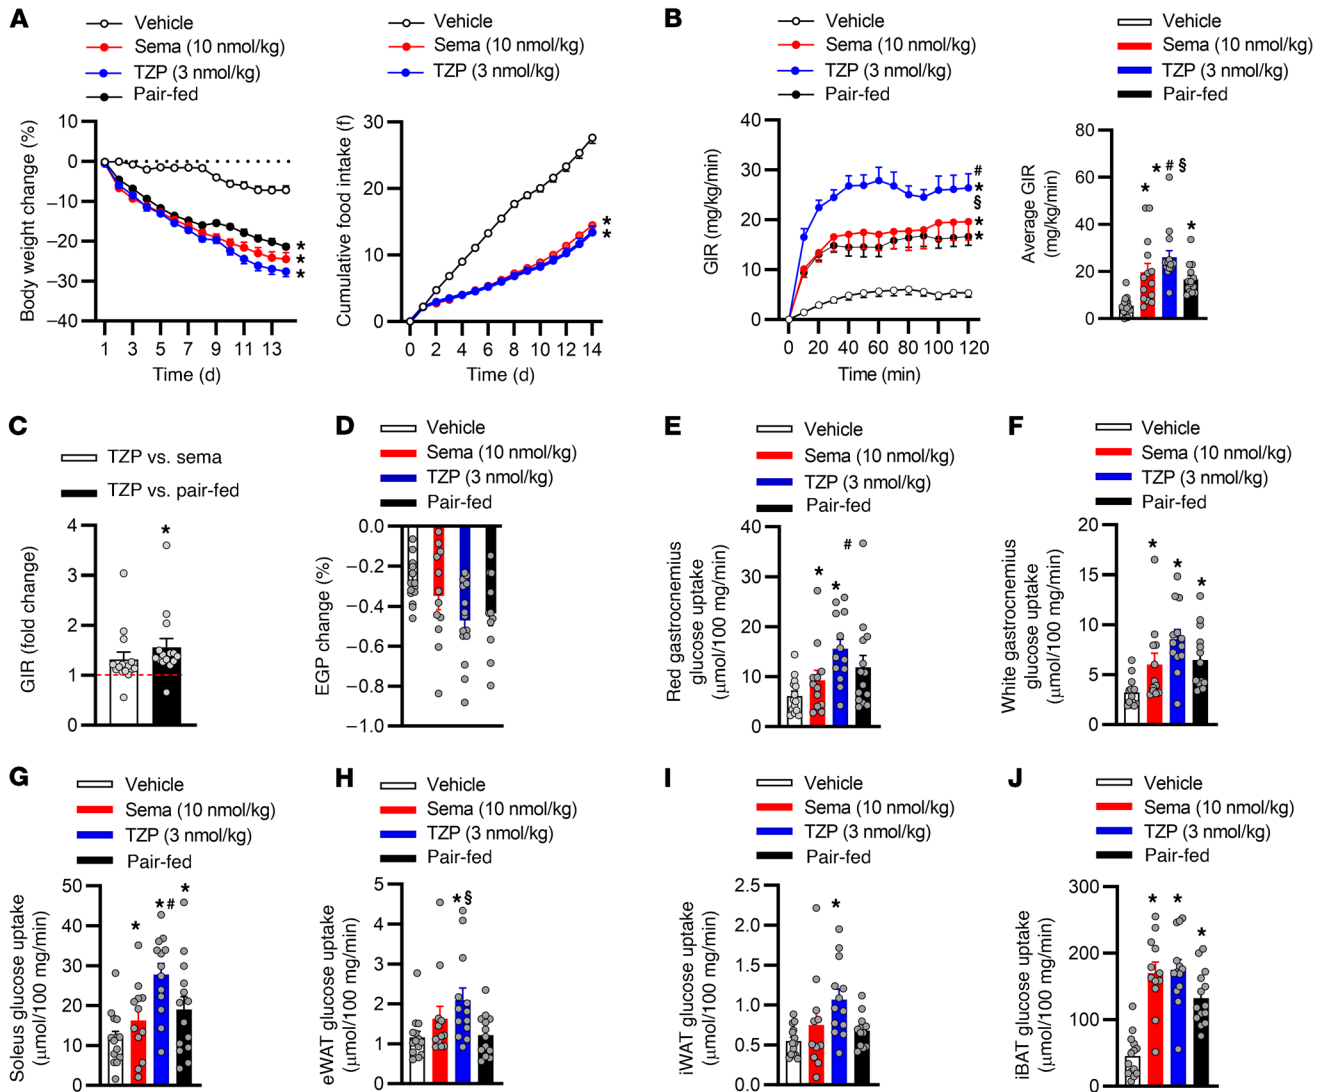 A
Vehicle
Sema (10 nmol/kg)
TZP (3 nmol/kg)
Pair-fed
Body weight change (%)
10
0
–10
–20
–30
–40
1 3 5 7 9 11 13
Time (d)
*
*
*
Vehicle
Sema (10 nmol/kg)
TZP (3 nmol/kg)
Cumulative food intake (f)
30
20
10
0
0 2 4 6 8 10 12 14
Time (d)
*
*
B
Vehicle
Sema (10 nmol/kg)
TZP (3 nmol/kg)
Pair-fed
GIR (mg/kg/min)
40
30
20
10
0
0 20 40 60 80 100 120
Time (min)
#
*
§
*
*
Vehicle
Sema (10 nmol/kg)
TZP (3 nmol/kg)
Pair-fed
Average GIR
(mg/kg/min)
80
60
40
20
0
*
* # §
*
C
TZP vs. sema
TZP vs. pair-fed
GIR (fold change)
4
3
2
1
0
*
D
Vehicle
Sema (10 nmol/kg)
TZP (3 nmol/kg)
Pair-fed
EGP change (%)
0.0
–0.2
–0.4
–0.6
–0.8
–1.0
E
Vehicle
Sema (10 nmol/kg)
TZP (3 nmol/kg)
Pair-fed
Red gastrocnemius
glucose uptake
(µmol/100 mg/min)
40
30
20
10
0
*
*
#
F
Vehicle
Sema (10 nmol/kg)
TZP (3 nmol/kg)
Pair-fed
White gastrocnemius
glucose uptake
(µmol/100 mg/min)
20
15
10
5
0
*
*
*
G
Vehicle
Sema (10 nmol/kg)
TZP (3 nmol/kg)
Pair-fed
Soleus glucose uptake
(µmol/100 mg/min)
50
40
30
20
10
0
*
*#
*
H
Vehicle
Sema (10 nmol/kg)
TZP (3 nmol/kg)
Pair-fed
eWAT glucose uptake
(µmol/100 mg/min)
5
4
3
2
1
0
*§
I
Vehicle
Sema (10 nmol/kg)
TZP (3 nmol/kg)
Pair-fed
iWAT glucose uptake
(µmol/100 mg/min)
2.5
2.0
1.5
1.0
0.5
0.0
*
J
Vehicle
Sema (10 nmol/kg)
TZP (3 nmol/kg)
Pair-fed
iBAT glucose uptake
(µmol/100 mg/min)
300
200
100
0
*
*
*